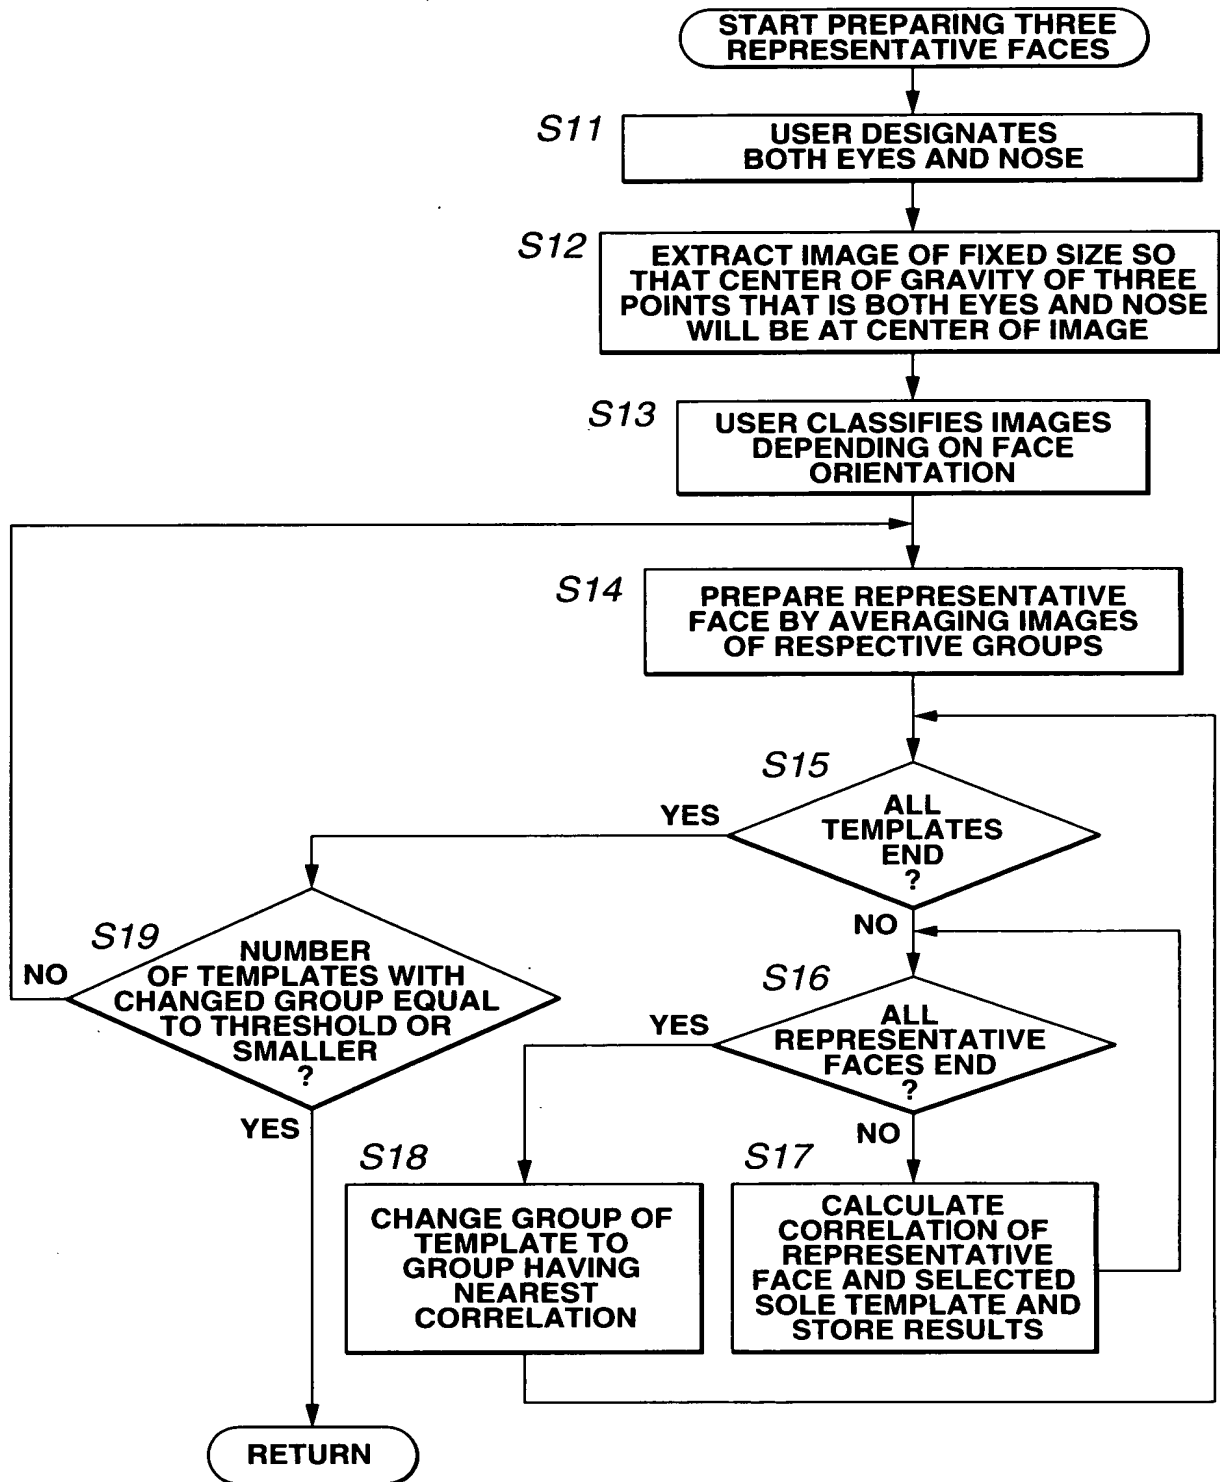 START PREPARING THREE
REPRESENTATIVE FACES
S11
USER DESIGNATES
BOTH EYES AND NOSE
S12
EXTRACT IMAGE OF FIXED SIZE SO
THAT CENTER OF GRAVITY OF THREE
POINTS THAT IS BOTH EYES AND NOSE
WILL BE AT CENTER OF IMAGE
S13
USER CLASSIFIES IMAGES
DEPENDING ON FACE
ORIENTATION
S14
PREPARE REPRESENTATIVE
FACE BY AVERAGING IMAGES
OF RESPECTIVE GROUPS
S15
ALL
TEMPLATES
END
?
YES
NO
S19
NUMBER
OF TEMPLATES WITH
CHANGED GROUP EQUAL
TO THRESHOLD OR
SMALLER
?
NO
YES
S16
ALL
REPRESENTATIVE
FACES END
?
YES
NO
S18
CHANGE GROUP OF
TEMPLATE TO
GROUP HAVING
NEAREST
CORRELATION
S17
CALCULATE
CORRELATION OF
REPRESENTATIVE
FACE AND SELECTED
SOLE TEMPLATE AND
STORE RESULTS
RETURN